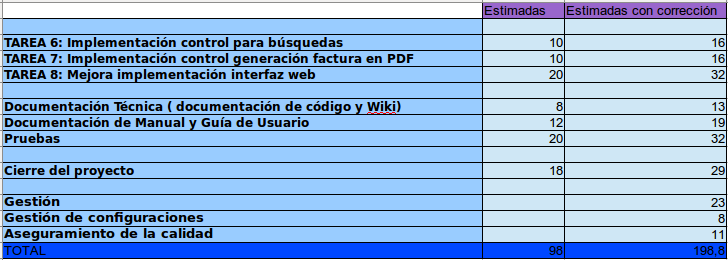 Estimadas Estimadas con corrección
TAREA 6: Implementación control para búsquedas 10 16
TAREA 7: Implementación control generación factura en PDF 10 16
TAREA 8: Mejora implementación interfaz web 20 32
Documentación Técnica ( documentación de código y Wiki) 8 13
Documentación de Manual y Guía de Usuario 12 19
Pruebas 20 32
Cierre del proyecto 18 29
Gestión 23
Gestión de configuraciones 8
Aseguramiento de la calidad 11
TOTAL 98 198,8